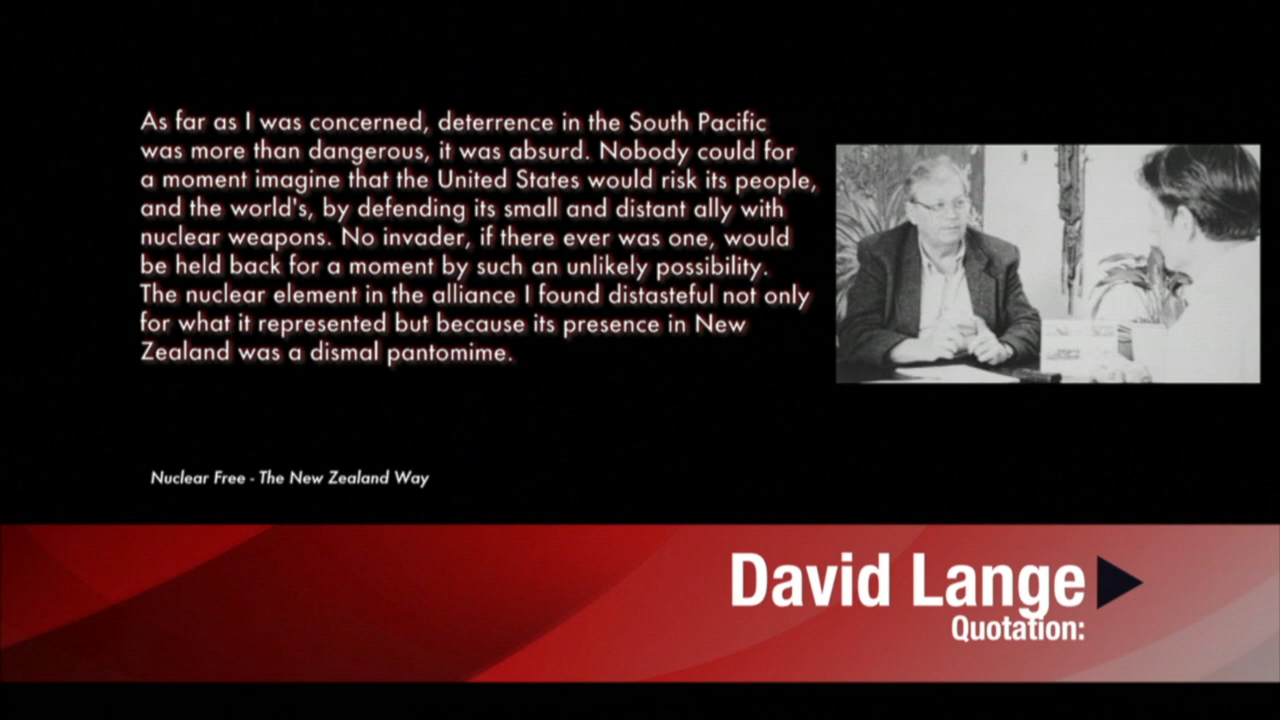 As far as I was concerned, deterrence in the South Pacific
was more than dangerous, it was absurd. Nobody could for
a moment imagine that the United States would risk its people,
and the world's, by defending its small and distant ally with
nuclear weapons. No invader, if there ever was one, would
be held back for a moment by such an unlikely possibility.
The nuclear element in the alliance I found distasteful not only
for what it represented but because its presence in New
Zealand was a dismal pantomime.
Nuclear Free - The New Zealand Way
David Lange
Quotation: